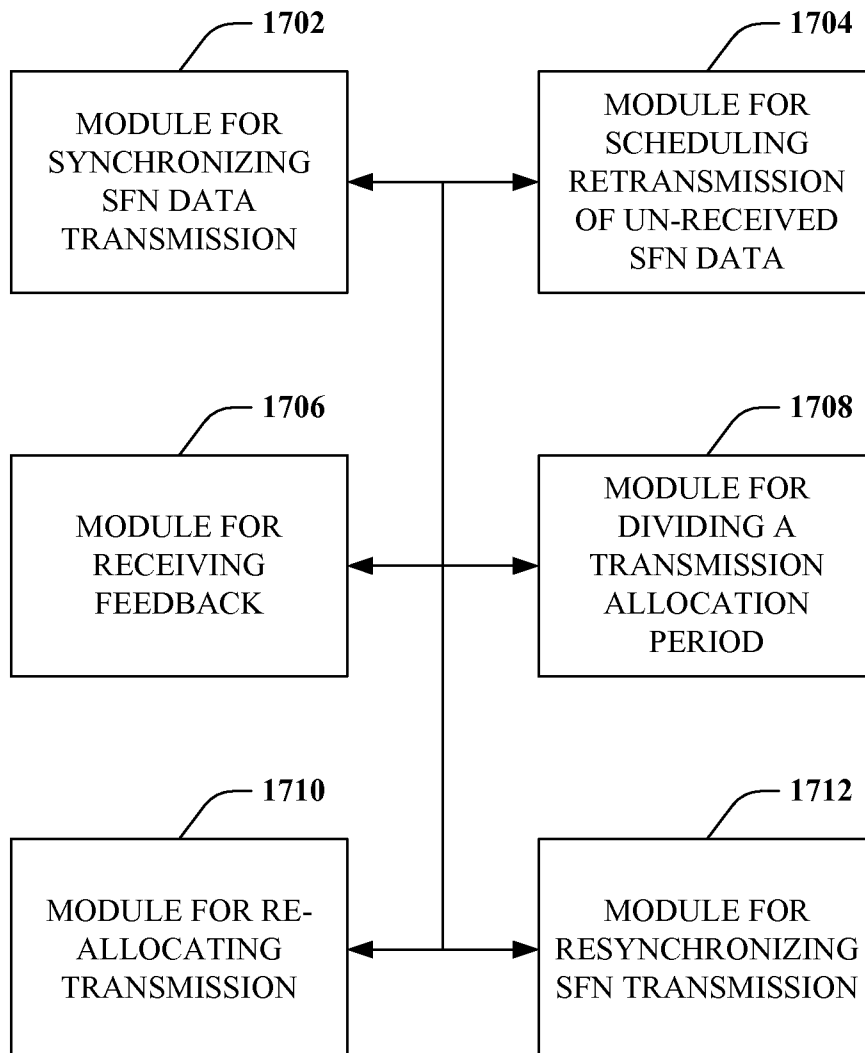 1702
MODULE FOR
SYNCHRONIZING
SFN DATA
TRANSMISSION
1704
MODULE FOR
SCHEDULING
RETRANSMISSION
OF UN-RECEIVED
SFN DATA
1706
MODULE FOR
RECEIVING
FEEDBACK
1708
MODULE FOR
DIVIDING A
TRANSMISSION
ALLOCATION
PERIOD
1710
MODULE FOR RE-
ALLOCATING
TRANSMISSION
1712
MODULE FOR
RESYNCHRONIZING
SFN TRANSMISSION